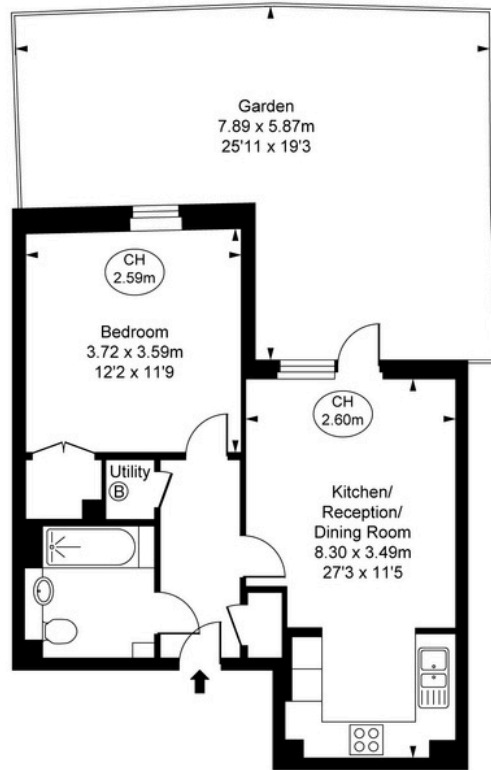 Garden
7.89 x 5.87m
25'11 x 19'3
CH
2.59m
Bedroom
3.72 x 3.59m
12'2 x 11'9
CH
2.60m
Utility
B
Kitchen/
Reception/
Dining Room
8.30 x 3.49m
27'3 x 11'5